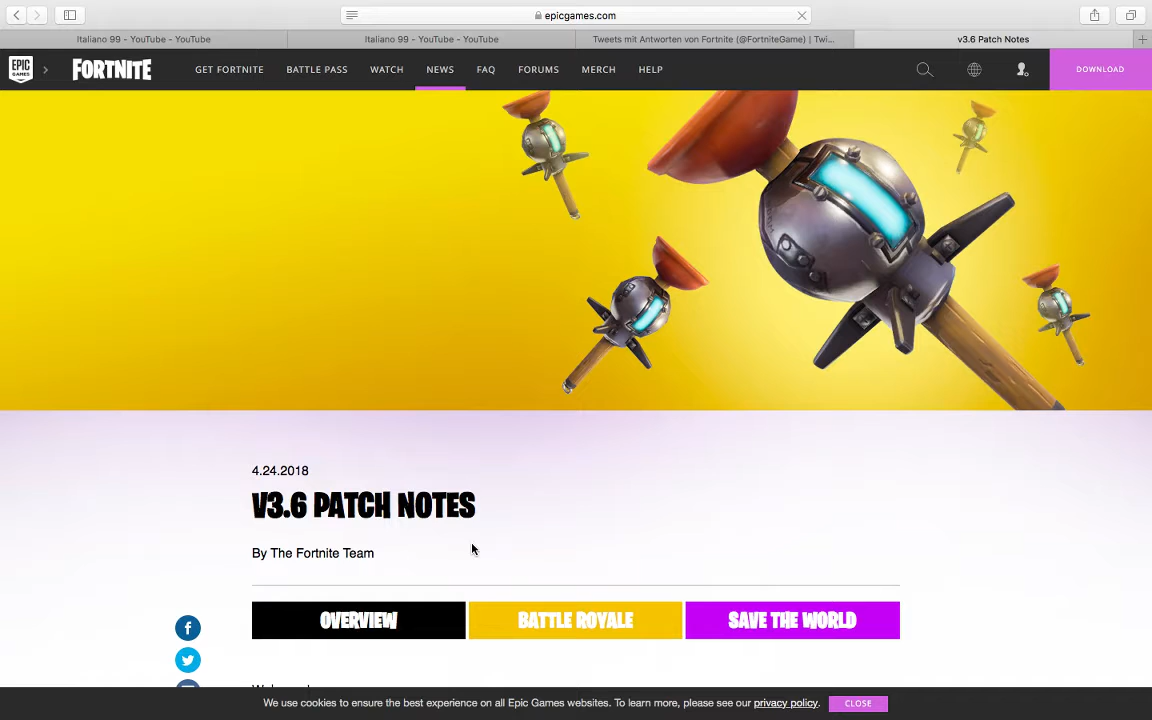 epicgames.com
Italiano 99 - YouTube - YouTube
Italiano 99 - YouTube - YouTube
Tweets mit Antworten von Fortnite (@FortniteGame) | Twi...
v3.6 Patch Notes
EPIC GAMES
FORTNITE
GET FORTNITE
BATTLE PASS
WATCH
NEWS
FAQ
FORUMS
MERCH
HELP
DOWNLOAD
4.24.2018
V3.6 PATCH NOTES
By The Fortnite Team
OVERVIEW
BATTLE ROYALE
SAVE THE WORLD
We use cookies to ensure the best experience on all Epic Games websites. To learn more, please see our privacy policy.
CLOSE